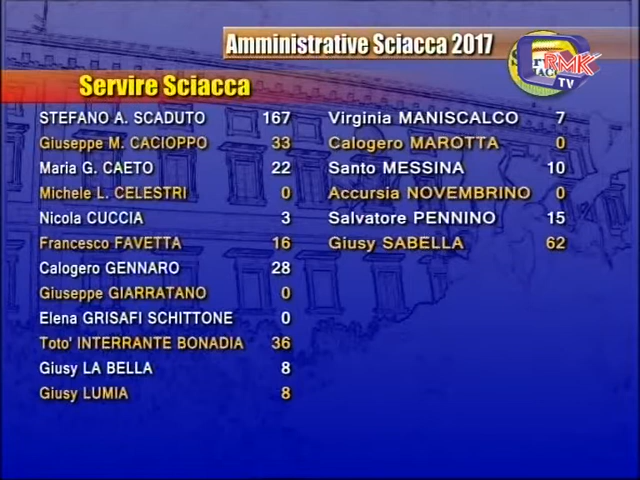 Amministrative Sciacca 2017
RMK
TV
Servire Sciacca
STEFANO A. SCADUTO 167
Giuseppe M. CACIOPPO 33
Maria G. CAETO 22
Michele L. CELESTRI 0
Nicola CUCCIA 3
Francesco FAVETTA 16
Calogero GENNARO 28
Giuseppe GIARRATANO 0
Elena GRISAFI SCHITTONE 0
Toto' INTERRANTE BONADIA 36
Giusy LA BELLA 8
Giusy LUMIA 8
Virginia MANISCALCO 7
Calogero MAROTTA 0
Santo MESSINA 10
Accursia NOVEMBRINO 0
Salvatore PENNINO 15
Giusy SABELLA 62